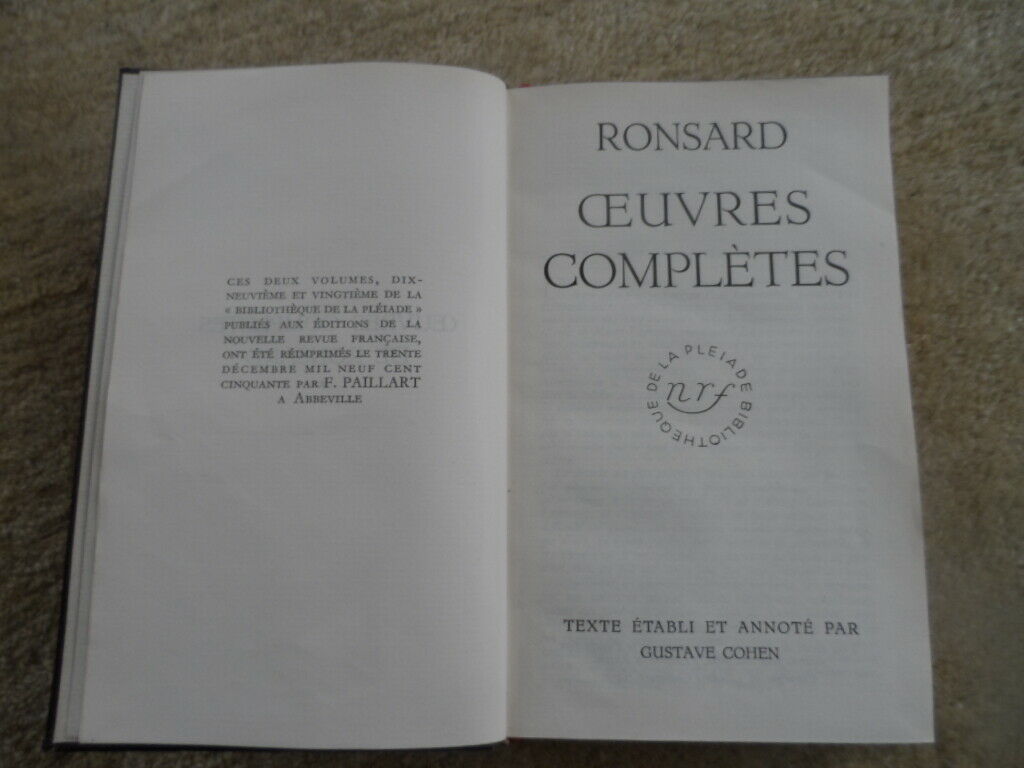 CES DEUX VOLUMES, DIX-
NEUVIÈME ET VINGTIÈME DE LA
« BIBLIOTHÈQUE DE LA PLÉIADE »
PUBLIÉS AUX ÉDITIONS DE LA
NOUVELLE REVUE FRANÇAISE,
ONT ÉTÉ RÉIMPRIMÉS LE TRENTE
DÉCEMBRE MIL NEUF CENT
CINQUANTE PAR F. PAILLART
A ABBEVILLE
RONSARD
ŒUVRES
COMPLÈTES
BIBLIOTHEQUE DE LA PLEIADE
nrf
TEXTE ÉTABLI ET ANNOTÉ PAR
GUSTAVE COHEN